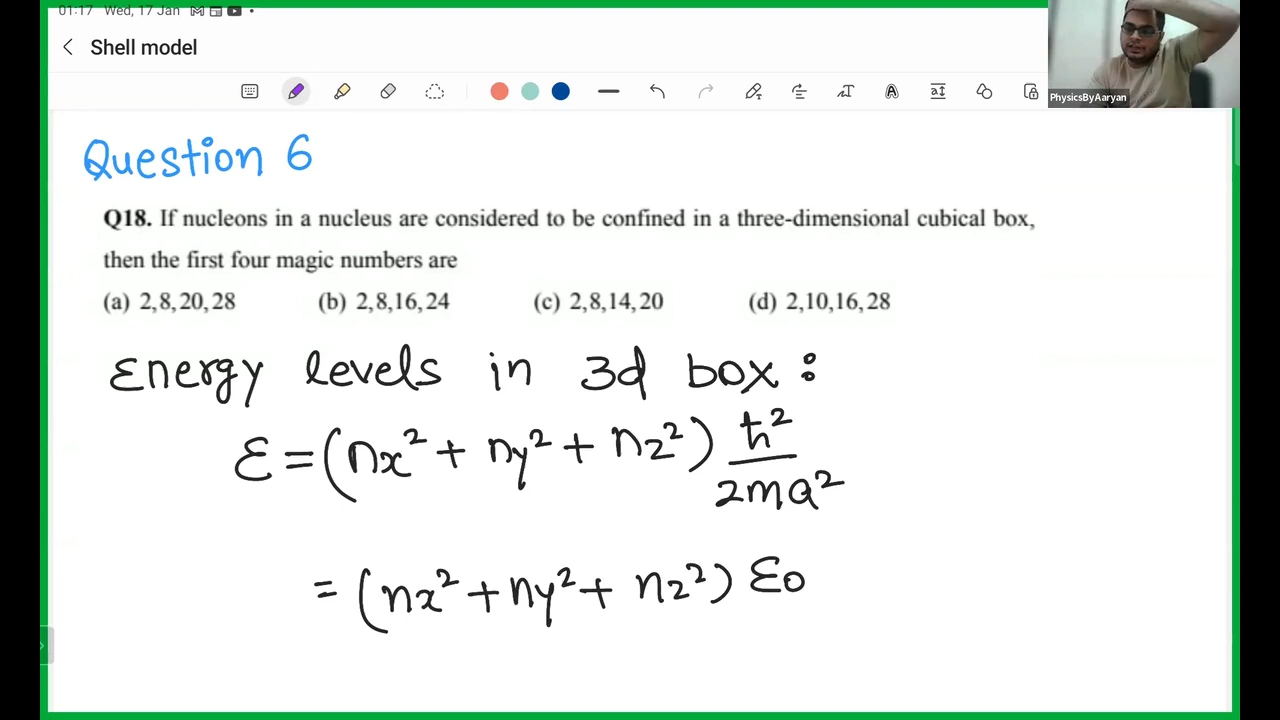 01:17 Wed, 17 Jan
Shell model
PhysicsByAaryan
Question 6
Q18. If nucleons in a nucleus are considered to be confined in a three-dimensional cubical box,
then the first four magic numbers are
(a) 2,8,20,28 (b) 2,8,16,24 (c) 2,8,14,20 (d) 2,10,16,28
Energy levels in 3d box :
ε = (nx² + ny² + nz²) ħ²/2ma²
= (nx² + ny² + nz²) ε0